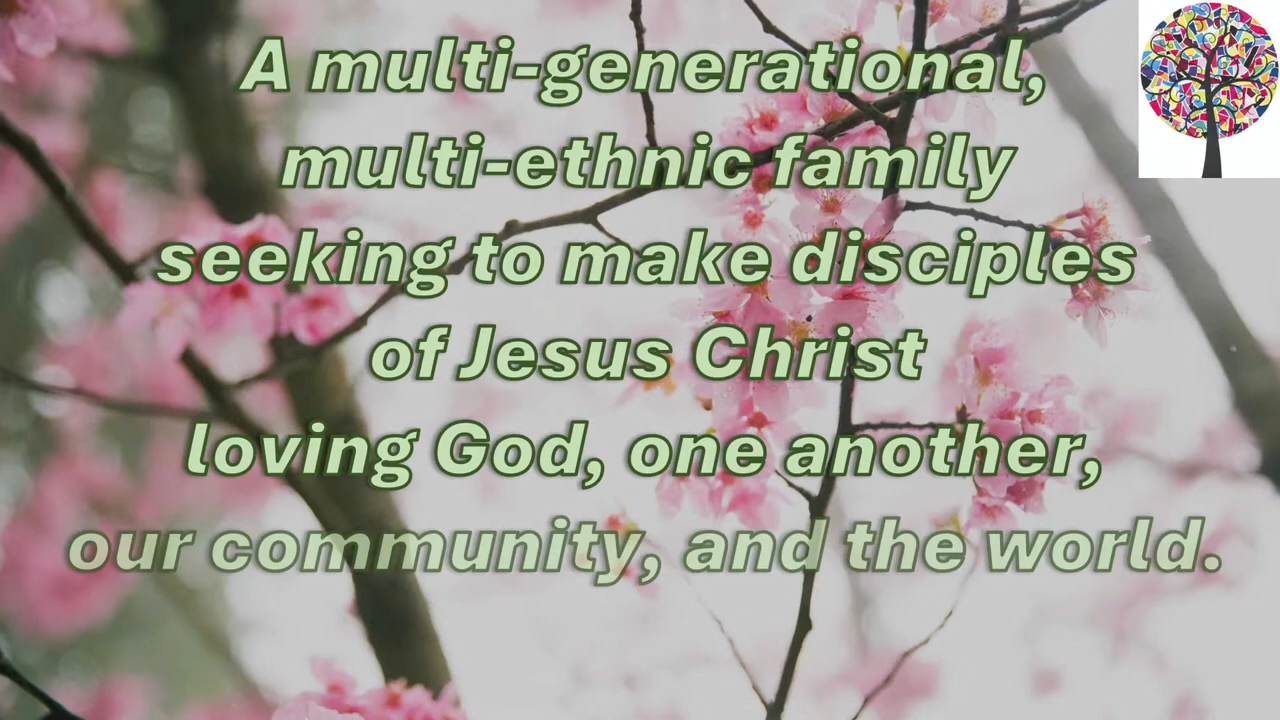 A multi-generational,
multi-ethnic family
seeking to make disciples
of Jesus Christ
loving God, one another,
our community, and the world.